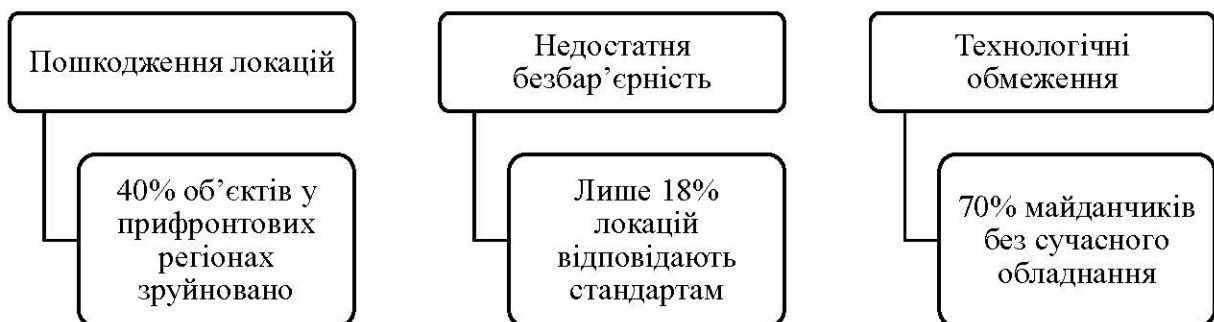 Пошкодження локацій
40% об’єктів у
прифронтових
регіонах
зруйновано
Недостатня
безбар’єрність
Лише 18%
локацій
відповідають
стандартам
Технологічні
обмеження
70% майданчиків
без сучасного
обладнання